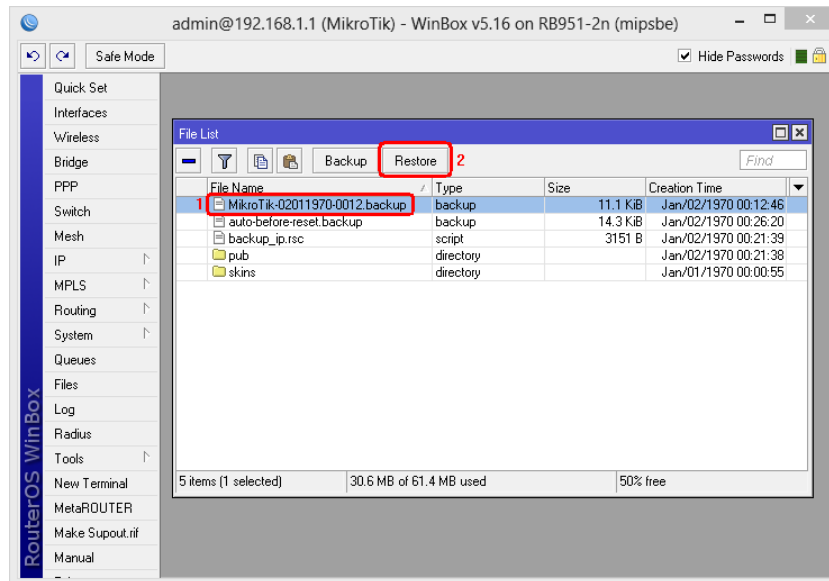 admin@192.168.1.1 (MikroTik) - WinBox v5.16 on RB951-2n (mipsbe)
Safe Mode
Hide Passwords
Quick Set
Interfaces
Wireless
Bridge
PPP
Switch
Mesh
IP
MPLS
Routing
System
Queues
Files
Log
Radius
Tools
New Terminal
MetaROUTER
Make Supout.rif
Manual
RouterOS WinBox
File List
Backup Restore 2
Find
File Name Type Size Creation Time
1 MikroTik-02011970-0012.backup backup 11.1 KiB Jan/02/1970 00:12:46
auto-before-reset.backup backup 14.3 KiB Jan/02/1970 00:26:20
backup_ip.rsc script 3151 B Jan/02/1970 00:21:39
pub directory Jan/02/1970 00:21:38
skins directory Jan/01/1970 00:00:55
5 items (1 selected) 30.6 MB of 61.4 MB used 50% free